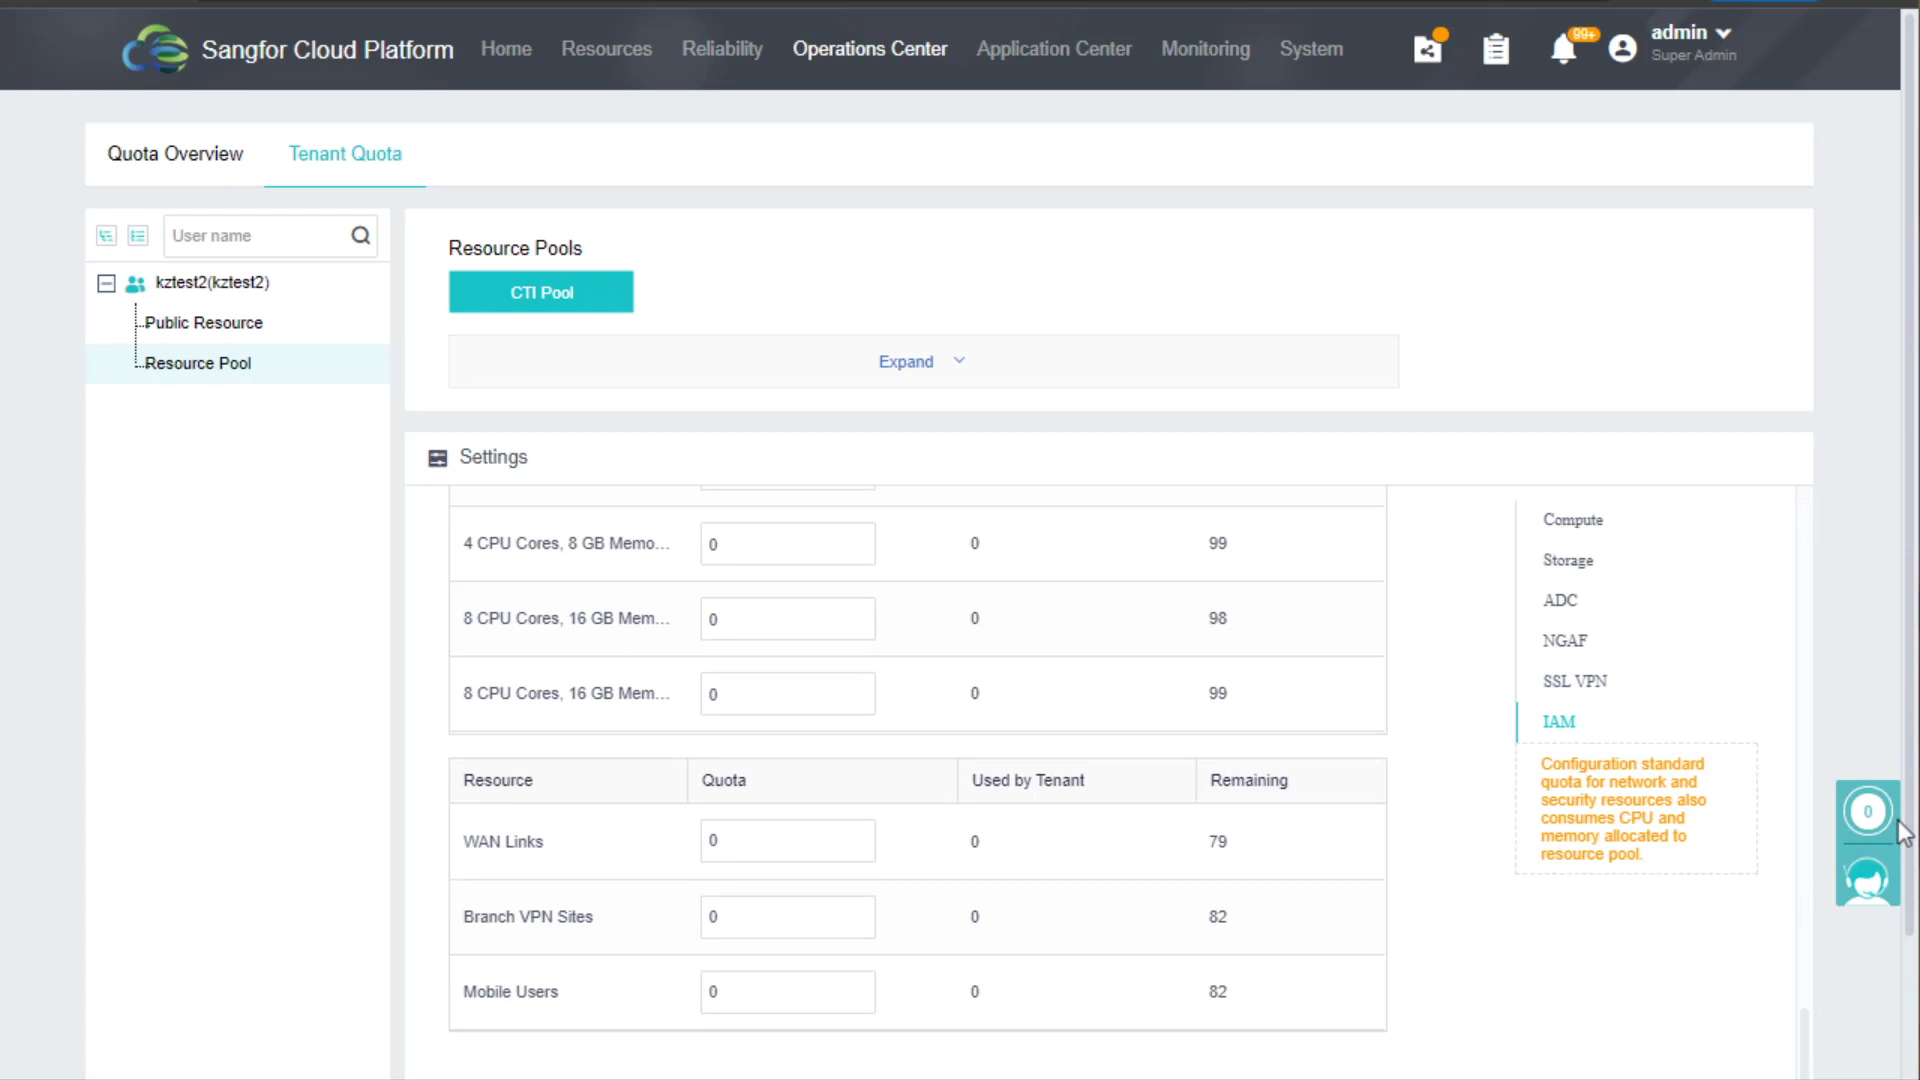 Sangfor Cloud Platform
Home
Resources
Reliability
Operations Center
Application Center
Monitoring
System
99+
admin
Super Admin
Quota Overview
Tenant Quota
User name
kztest2(kztest2)
Public Resource
Resource Pool
Resource Pools
CTI Pool
Expand
Settings
4 CPU Cores, 8 GB Memo... 0 0 99
8 CPU Cores, 16 GB Mem... 0 0 98
8 CPU Cores, 16 GB Mem... 0 0 99
Resource Quota Used by Tenant Remaining
WAN Links 0 0 79
Branch VPN Sites 0 0 82
Mobile Users 0 0 82
Compute
Storage
ADC
NGAF
SSL VPN
IAM
Configuration standard
quota for network and
security resources also
consumes CPU and
memory allocated to
resource pool.
0